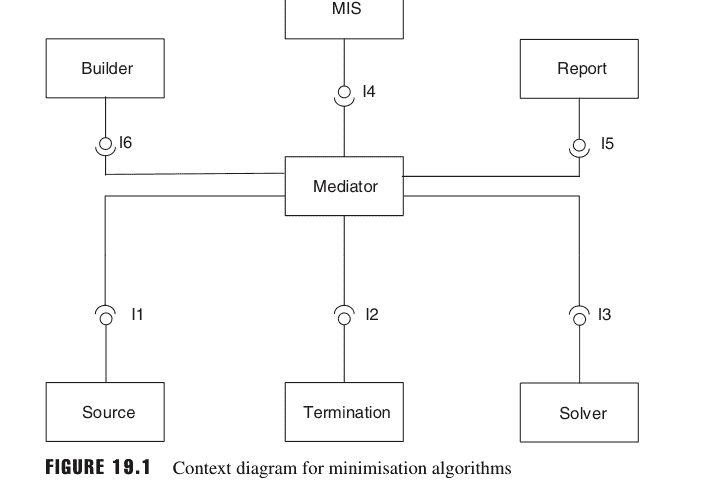 MIS
Builder
Report
I4
I6
I5
Mediator
I1
I2
I3
Source
Termination
Solver
FIGURE 19.1 Context diagram for minimisation algorithms